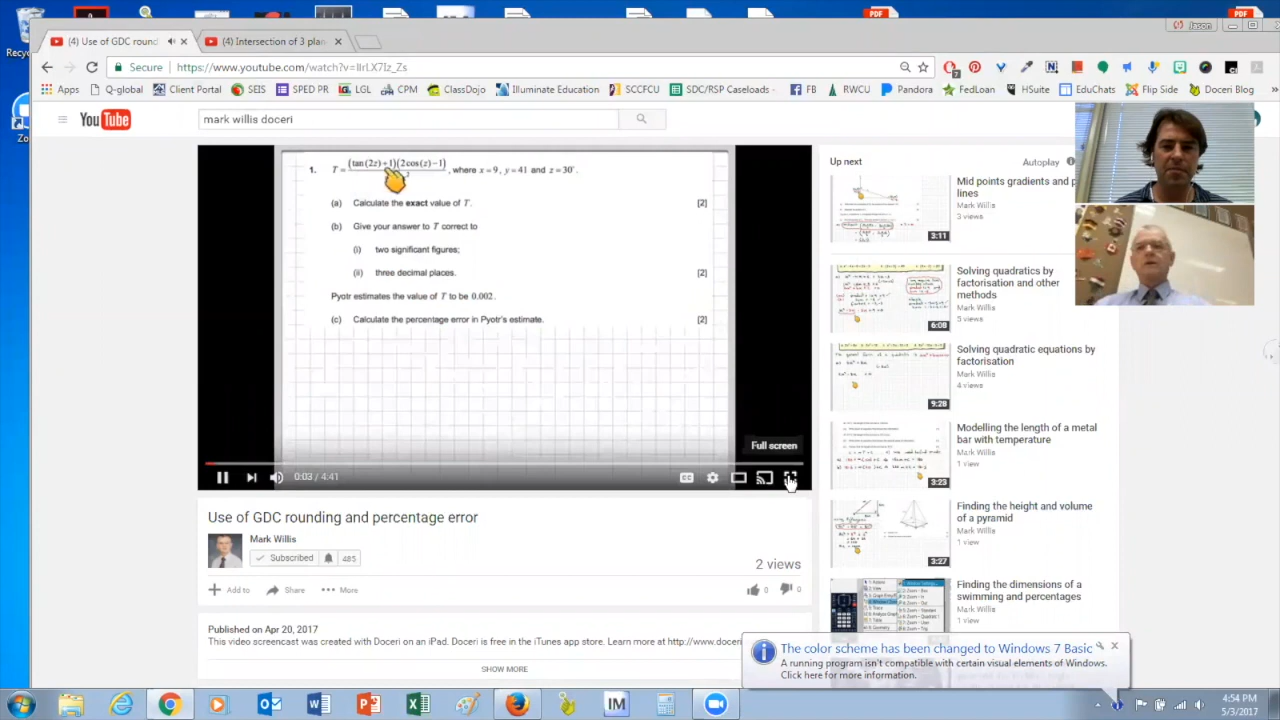 PDF
PDF
Recyc
Jason
(4) Use of GDC round
(4) Intersection of 3 plan
Secure
https://www.youtube.com/watch?v=IIrLX7Iz_Zs
Apps
Q-global
Client Portal
SEIS
SPED PR
LGL
CPM
ClassDojo
Illuminate Education
SCCFCU
SDC/RSP Caseloads -
FB
RWCU
Pandora
FedLoan
HSuite
EduChats
Flip Side
Doceri Blog
Zo
YouTube
mark willis doceri
1. T = (tan(2z)+1)(2cos(z)−1) , where x = 9, y = 41 and z = 30°.
(a) Calculate the exact value of T. [2]
(b) Give your answer to T correct to
(i) two significant figures;
(ii) three decimal places. [2]
Pyotr estimates the value of T to be 0.002.
(c) Calculate the percentage error in Pyotr's estimate. [2]
Full screen
0:03 / 4:41
CC
Use of GDC rounding and percentage error
Mark Willis
Subscribed
485
2 views
Add to
Share
More
0
0
Published on Apr 20, 2017
This video screencast was created with Doceri on an iPad. Doceri is free in the iTunes app store. Learn more at http://www.doceri
SHOW MORE
Up next
Autoplay
Mid points gradients and p
lines
Mark Willis
3 views
3:11
Solving quadratics by
factorisation and other
methods
Mark Willis
5 views
6:08
Solving quadratic equations by
factorisation
Mark Willis
4 views
9:28
Modelling the length of a metal
bar with temperature
Mark Willis
1 view
3:23
Finding the height and volume
of a pyramid
Mark Willis
1 view
3:27
Finding the dimensions of a
swimming and percentages
Mark Willis
1 view
The color scheme has been changed to Windows 7 Basic
A running program isn't compatible with certain visual elements of Windows.
Click here for more information.
IM
4:54 PM
5/3/2017